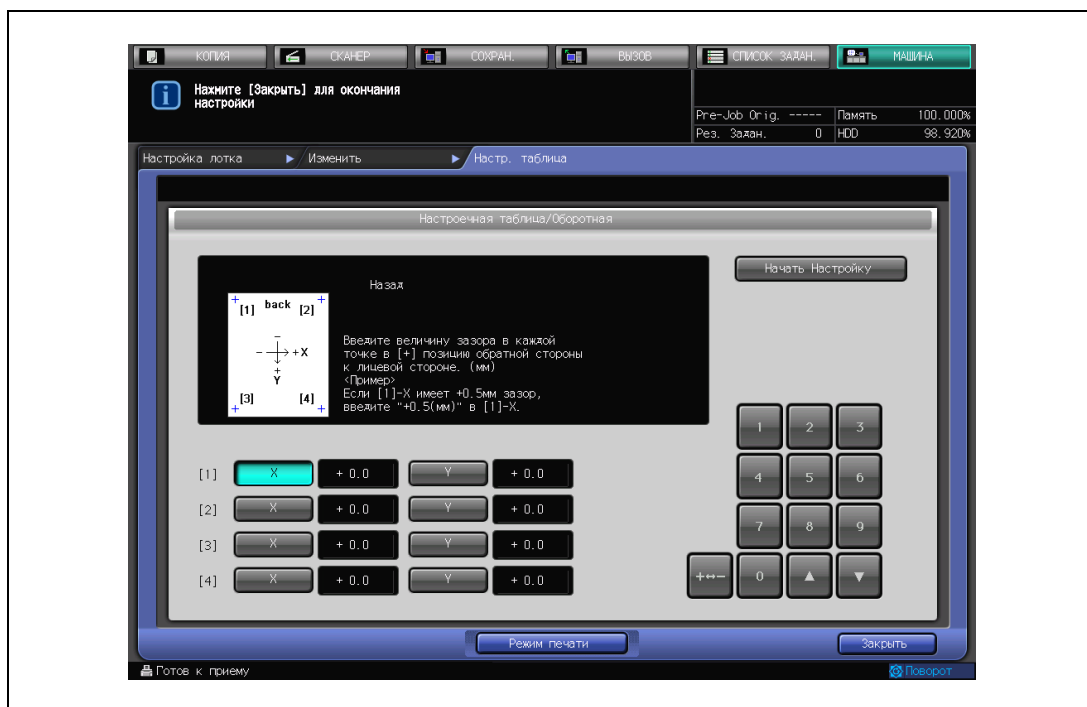 КОПИЯ СКАНЕР СОХРАН. ВЫЗОВ СПИСОК ЗАДАН. МАШИНА
Нажмите [Закрыть] для окончания
настройки
Pre-Job Orig. ----- Память 100.000%
Рез. Задан. 0 HDD 98.920%
Настройка лотка ▶ Изменить ▶ Настр. таблица
Настроечная таблица/Оборотная
Начать Настройку
Назад
[1] back [2]
- + X
+
Y
[3] [4]
Введите величину зазора в каждой
точке в [+] позицию обратной стороны
к лицевой стороне. (мм)
<Пример>
Если [1]-X имеет +0.5мм зазор,
введите "+0.5(мм)" в [1]-X.
[1] X + 0.0 Y + 0.0
[2] X + 0.0 Y + 0.0
[3] X + 0.0 Y + 0.0
[4] X + 0.0 Y + 0.0
1 2 3
4 5 6
7 8 9
+↔- 0 ▲ ▼
Режим печати Закрыть
Готов к приему Поворот